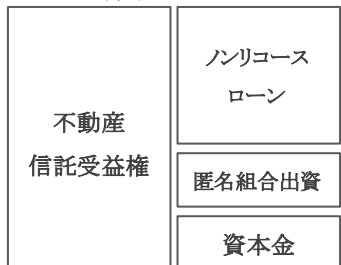 不動産
信託受益権
ノンリコース
ローン
匿名組合出資
資本金